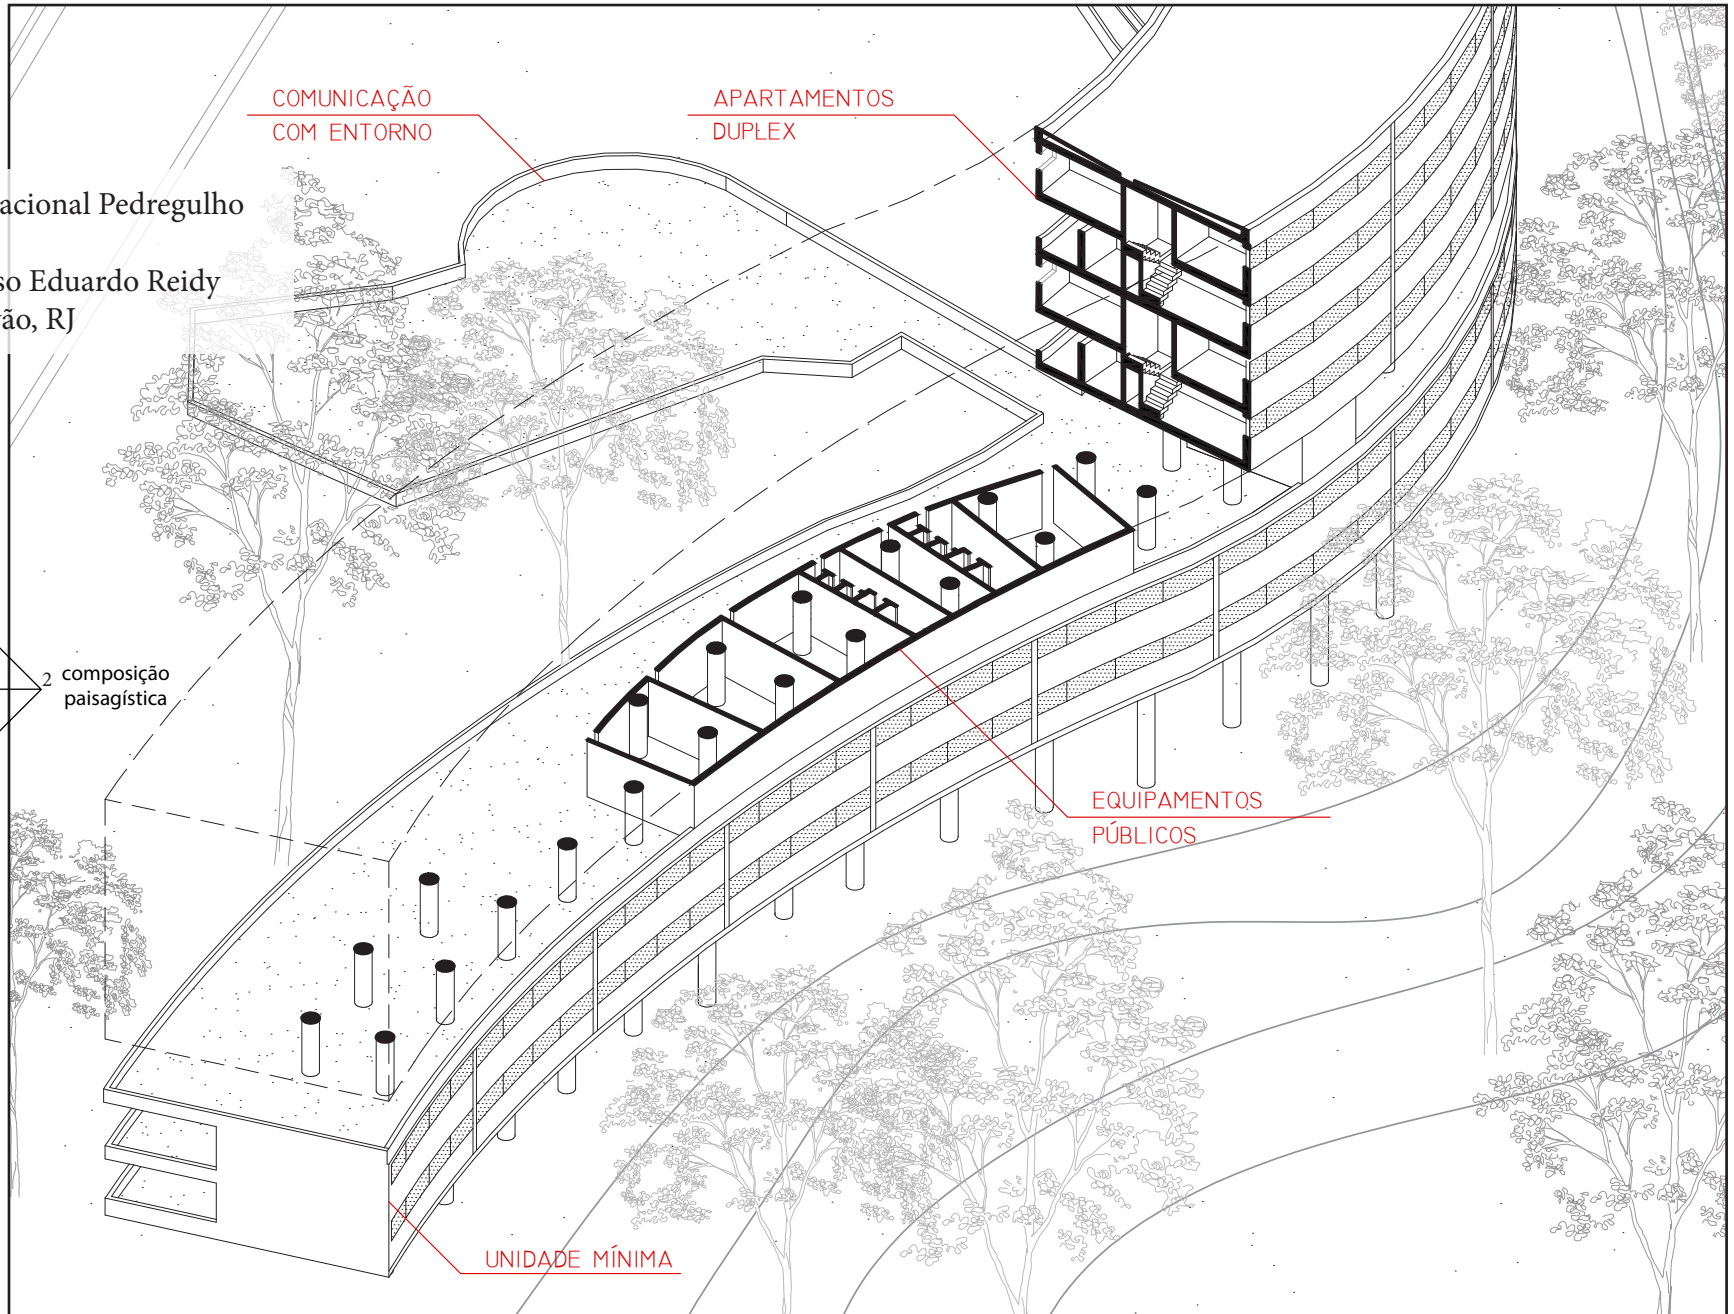 COMUNICAÇÃO
COM ENTORNO
APARTAMENTOS
DUPLEX
acional Pedregulho
so Eduardo Reidy
ão, RJ
2 composição
paisagística
EQUIPAMENTOS
PÚBLICOS
UNIDADE MÍNIMA